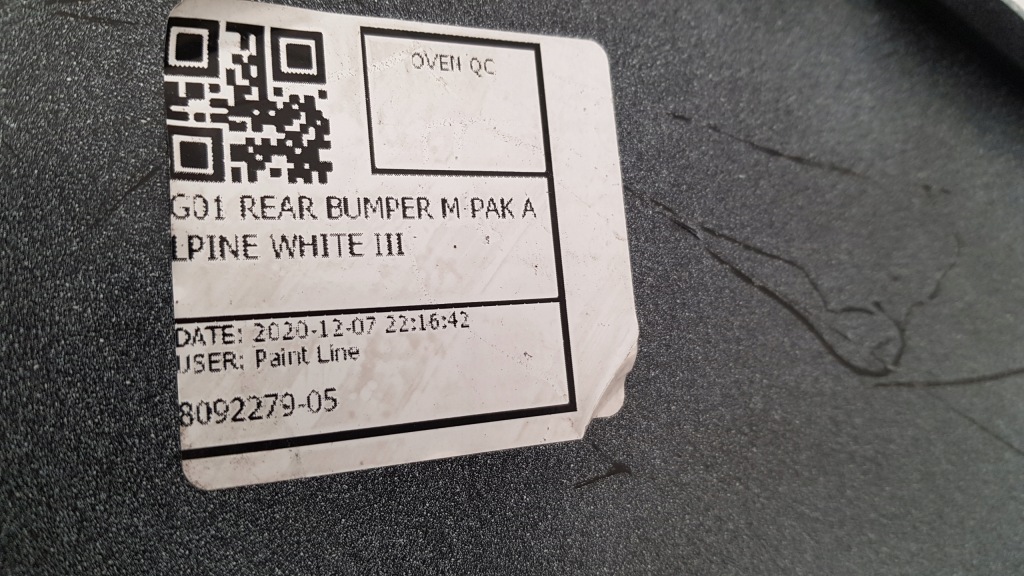 OVEN QC
G01 REAR BUMPER M-PAK A
LPINE WHITE III
DATE: 2020-12-07 22:16:42
USER: Paint Line
8092279-05